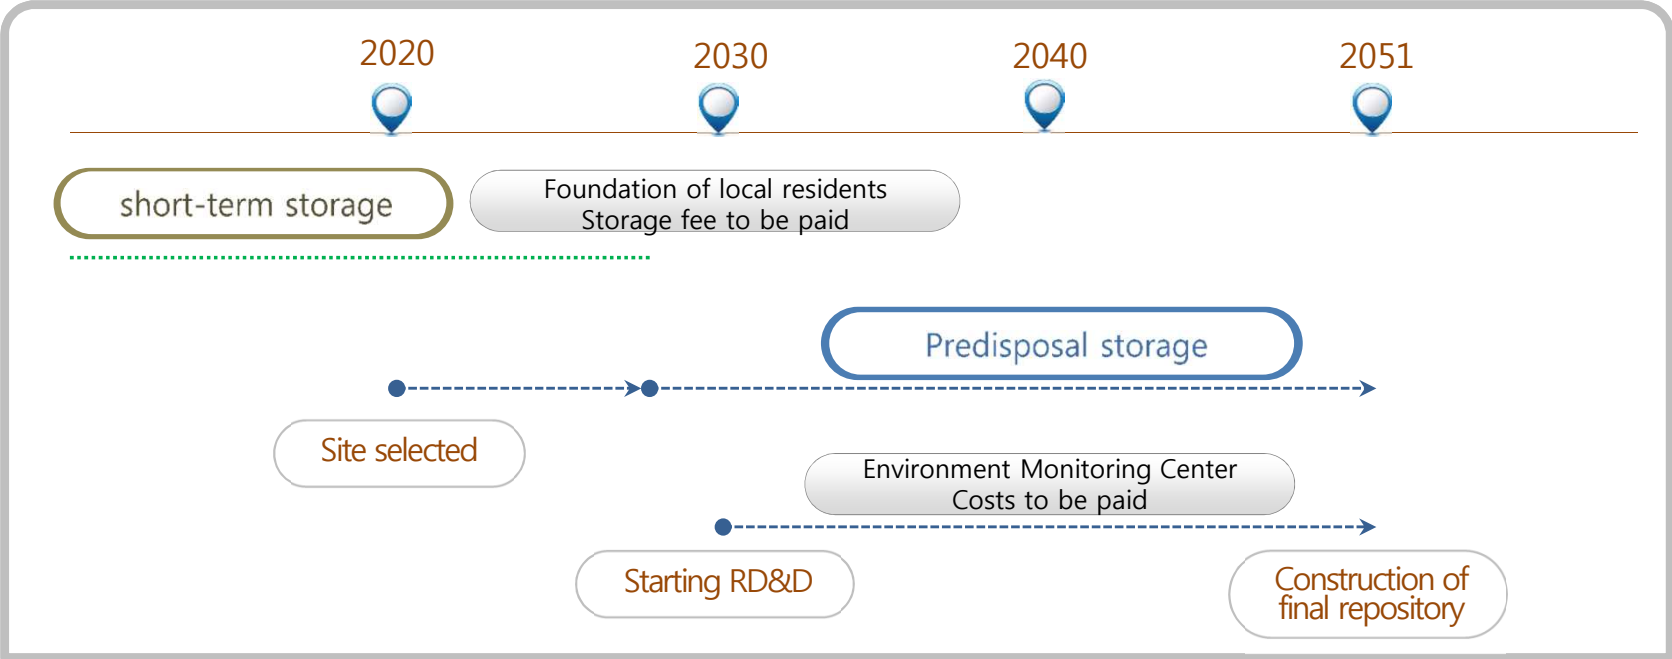 2020
2030
2040
2051
short-term storage
Foundation of local residents
Storage fee to be paid
Predisposal storage
Site selected
Environment Monitoring Center
Costs to be paid
Starting RD&D
Construction of
final repository